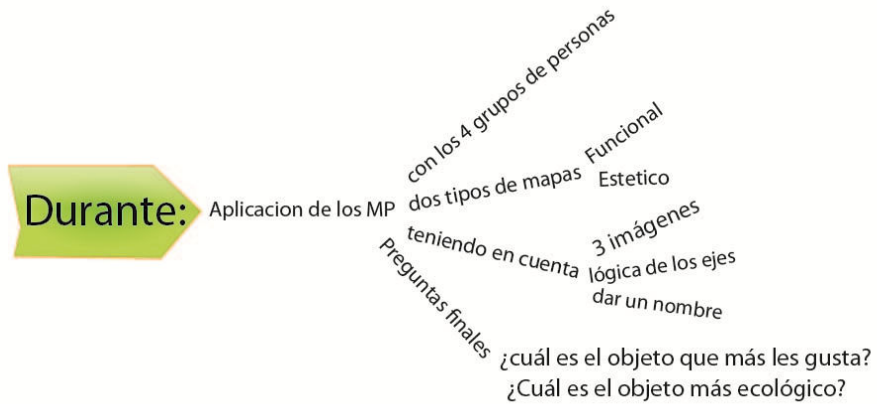 Durante:
Aplicacion de los MP
con los 4 grupos de personas
dos tipos de mapas
Funcional
Estetico
teniendo en cuenta
3 imágenes
lógica de los ejes
dar un nombre
Preguntas finales
¿cuál es el objeto que más les gusta?
¿Cuál es el objeto más ecológico?